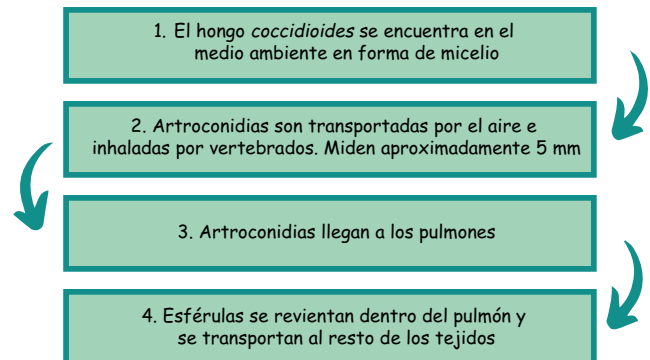 1. El hongo coccidioides se encuentra en el
medio ambiente en forma de micelio
2. Artroconidias son transportadas por el aire e
inhaladas por vertebrados. Miden aproximadamente 5 mm
3. Artroconidias llegan a los pulmones
4. Esférulas se revientan dentro del pulmón y
se transportan al resto de los tejidos